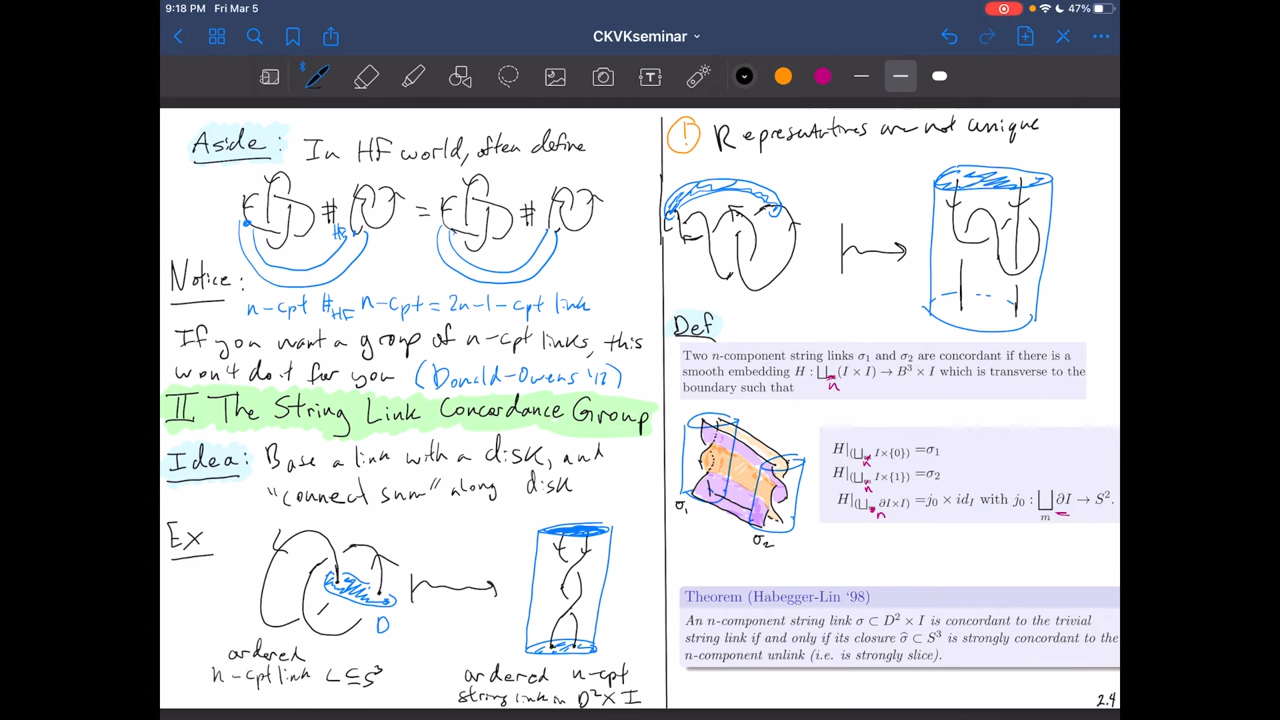 9:18 PM Fri Mar 5
47%
CKVKseminar
Aside: In HF world, often define
# = #
HF
Notice:
n-cpt #HF n-cpt = 2n-1-cpt link
If you want a group of n-cpt links, this
won't do it for you (Donald-Owens '12)
II The String Link Concordance Group
Idea: Base a link with a disk, and
"connect sum" along disk
Ex
D
ordered
n-cpt link L ⊆ S³
ordered n-cpt
string link in D² × I
! Representatives are not unique
Def
Two n-component string links σ₁ and σ₂ are concordant if there is a
smooth embedding H : ⨆ₙ (I × I) → B³ × I which is transverse to the
boundary such that
H|(⨆ₙ I×{0}) = σ₁
H|(⨆ₙ I×{1}) = σ₂
H|(⨆ₙ ∂I×I) = j₀ × id_I with j₀ : ⨆ₘ ∂I → S².
σ₁
σ₂
Theorem (Habegger-Lin '98)
An n-component string link σ ⊂ D² × I is concordant to the trivial
string link if and only if its closure σ̂ ⊂ S³ is strongly concordant to the
n-component unlink (i.e. is strongly slice).
2.4